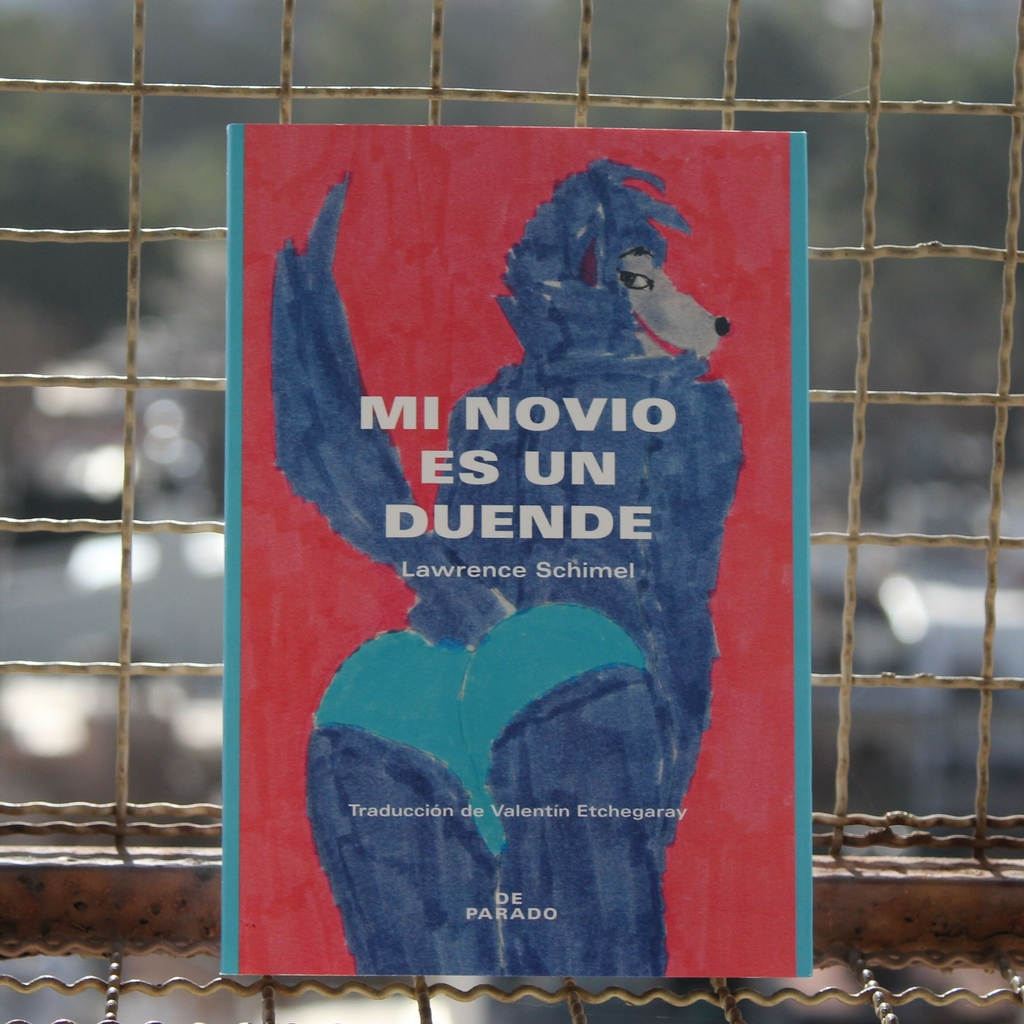 MI NOVIO
ES UN
DUENDE
Lawrence Schimel
Traducción de Valentín Etchegaray
DE
PARADO